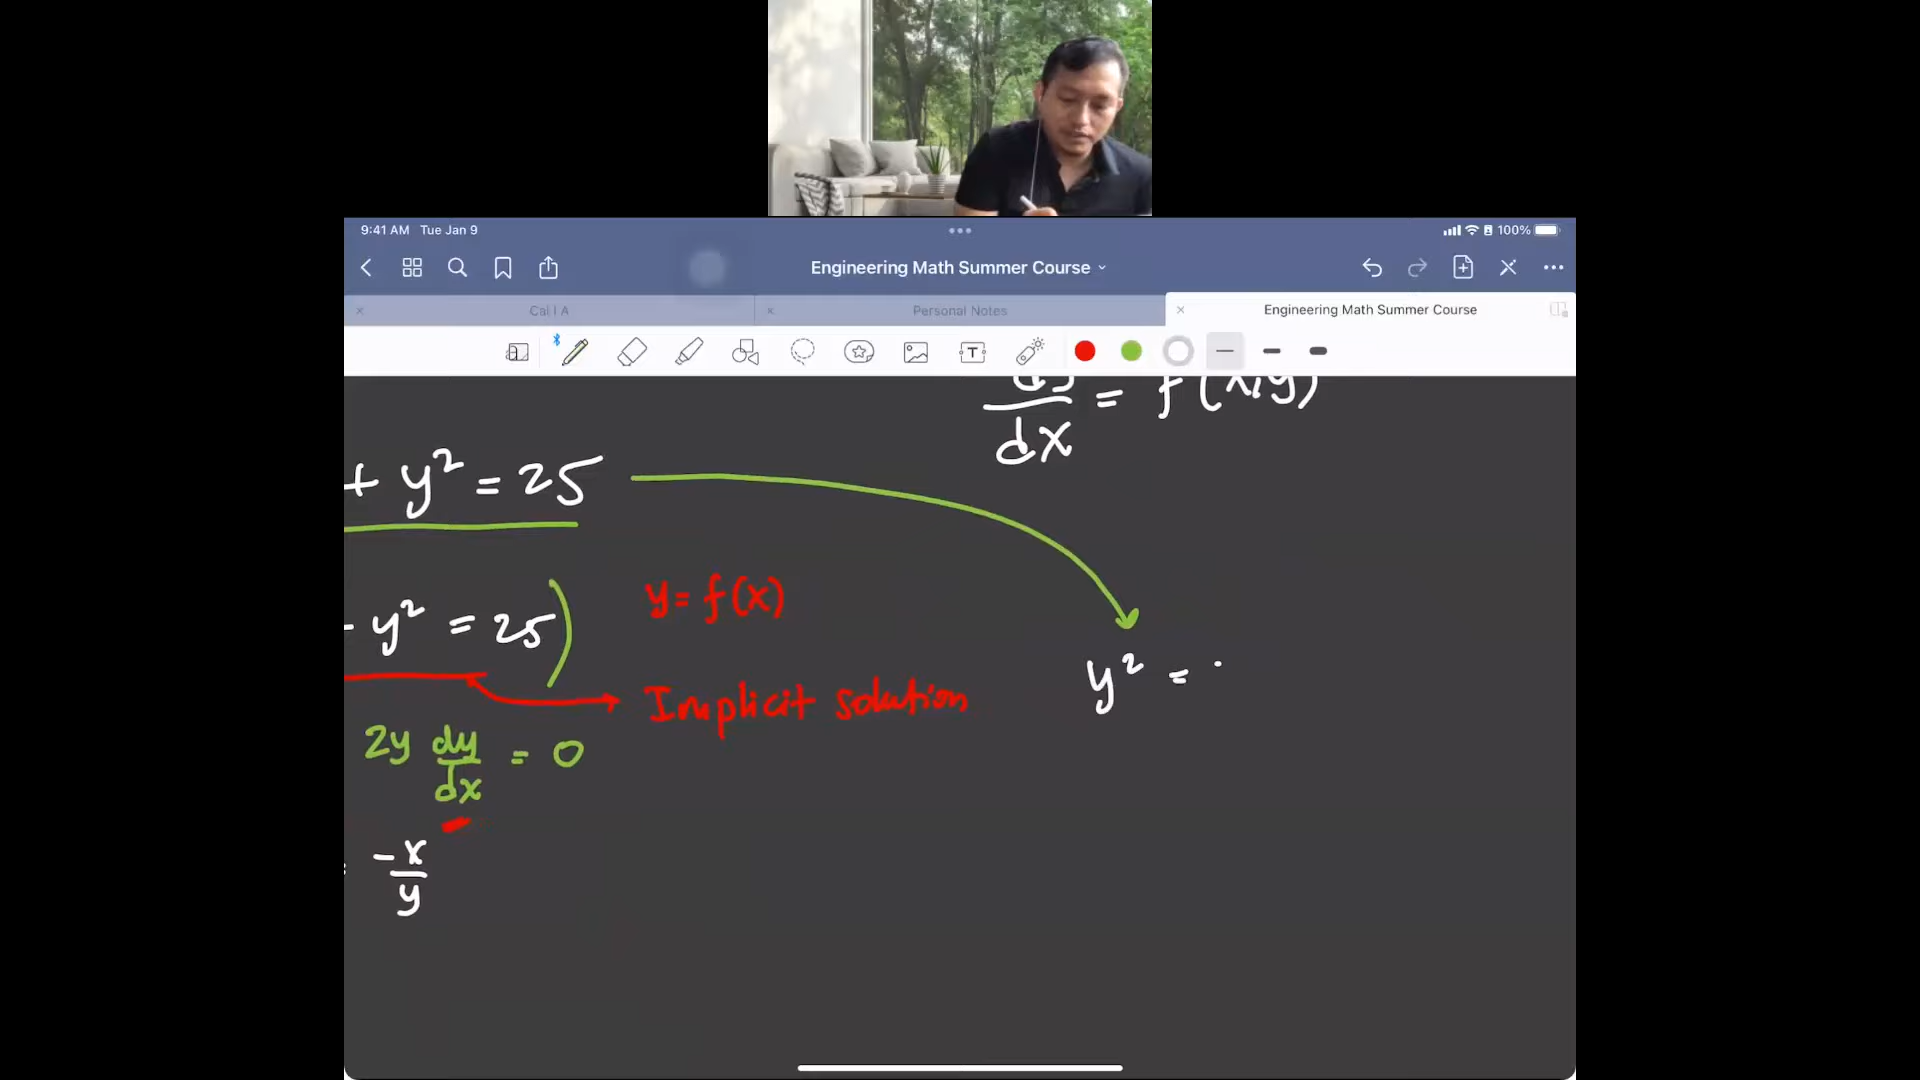 9:41 AM Tue Jan 9
100%
Engineering Math Summer Course
Cal I A
Personal Notes
Engineering Math Summer Course
T
dy/dx = f(x,y)
+ y² = 25
y = f(x)
- y² = 25)
y² =
Implicit solution
2y dy/dx = 0
-x/y